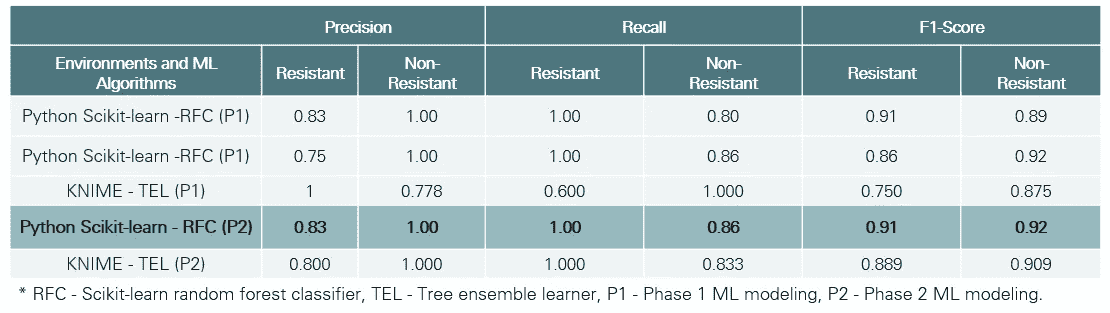 Precision Recall F1-Score
Environments and ML Algorithms Resistant Non-Resistant Resistant Non-Resistant Resistant Non-Resistant
Python Scikit-learn -RFC (P1) 0.83 1.00 1.00 0.80 0.91 0.89
Python Scikit-learn -RFC (P1) 0.75 1.00 1.00 0.86 0.86 0.92
KNIME - TEL (P1) 1 0.778 0.600 1.000 0.750 0.875
Python Scikit-learn - RFC (P2) 0.83 1.00 1.00 0.86 0.91 0.92
KNIME - TEL (P2) 0.800 1.000 1.000 0.833 0.889 0.909
* RFC - Scikit-learn random forest classifier, TEL - Tree ensemble learner, P1 - Phase 1 ML modeling, P2 - Phase 2 ML modeling.